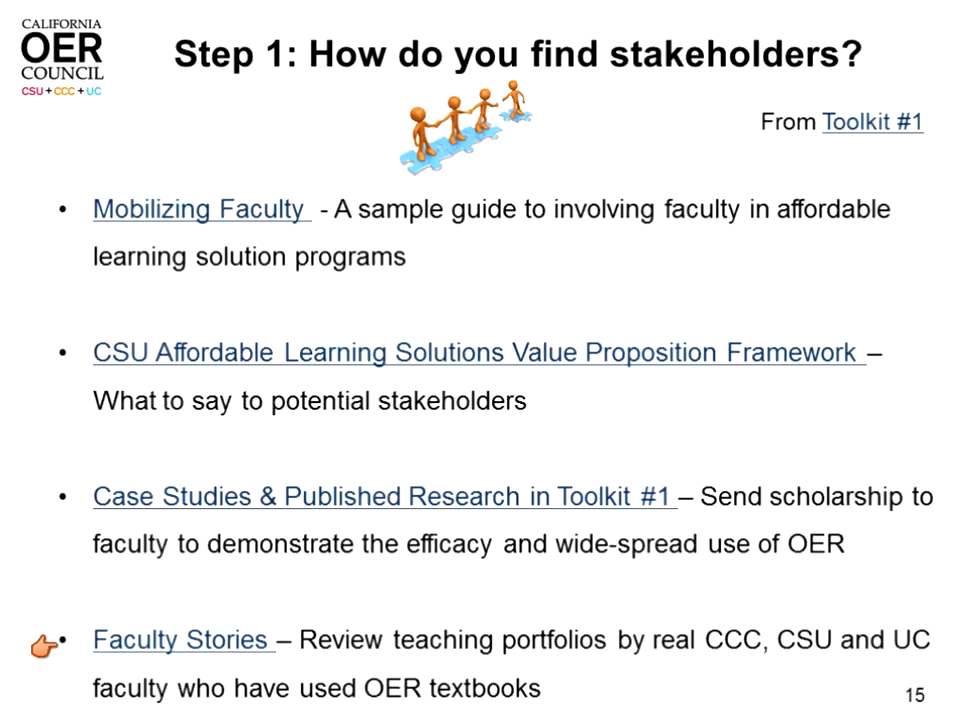 CALIFORNIA
OER
COUNCIL
CSU + CCC + UC
Step 1: How do you find stakeholders?
From Toolkit #1
• Mobilizing Faculty - A sample guide to involving faculty in affordable
learning solution programs
• CSU Affordable Learning Solutions Value Proposition Framework –
What to say to potential stakeholders
• Case Studies & Published Research in Toolkit #1 – Send scholarship to
faculty to demonstrate the efficacy and wide-spread use of OER
• Faculty Stories – Review teaching portfolios by real CCC, CSU and UC
faculty who have used OER textbooks
15